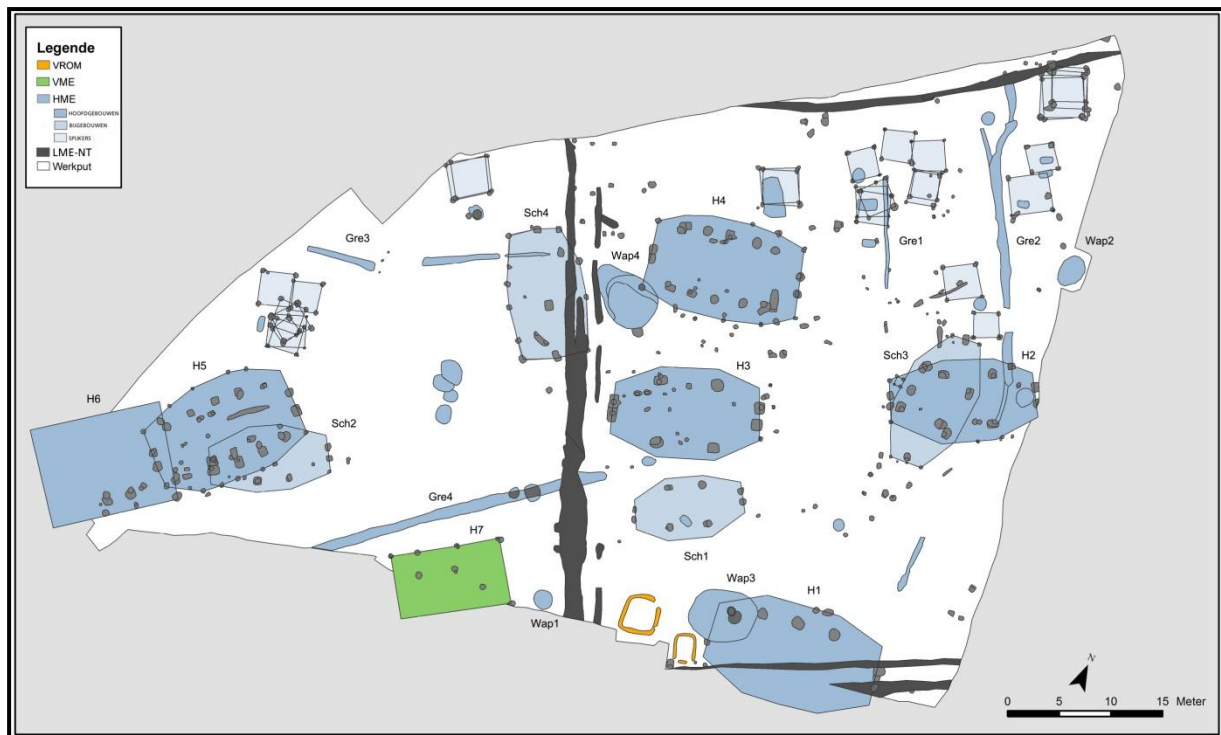 Legende
VROM
VME
HME
HOOFDGEBOUWEN
BIJGEBOUWEN
SPIJKERS
LME-NT
Werkput
Gre3
Sch4
H4
Wap4
Gre1
Gre2
Wap2
H5
H6
Sch2
H3
Sch3
H2
Gre4
H7
Sch1
Wap3
H1
Wap1
N
0 5 10 15 Meter